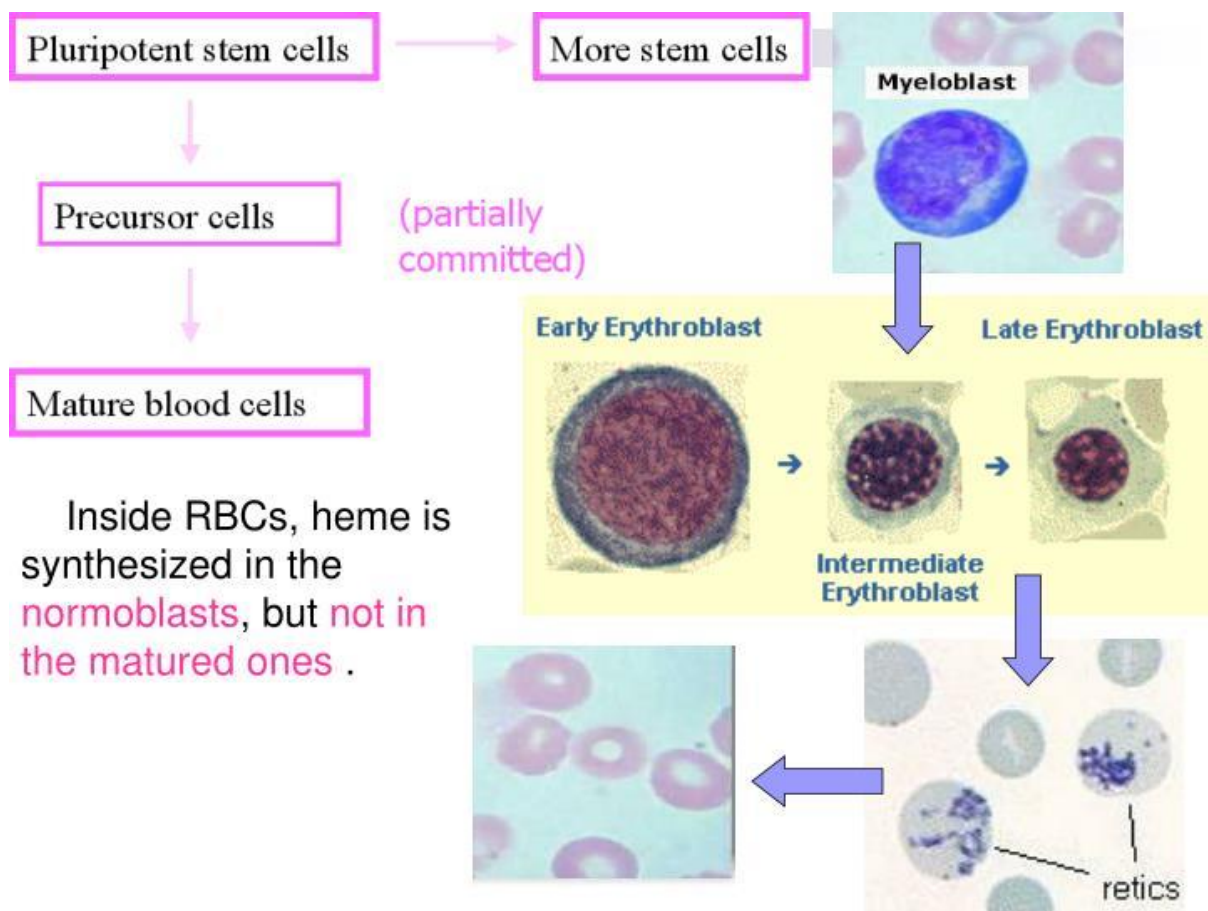 Pluripotent stem cells
More stem cells
Myeloblast
Precursor cells
(partially
committed)
Early Erythroblast
Late Erythroblast
Mature blood cells
Intermediate
Erythroblast
Inside RBCs, heme is
synthesized in the
normoblasts, but not in
the matured ones .
retics